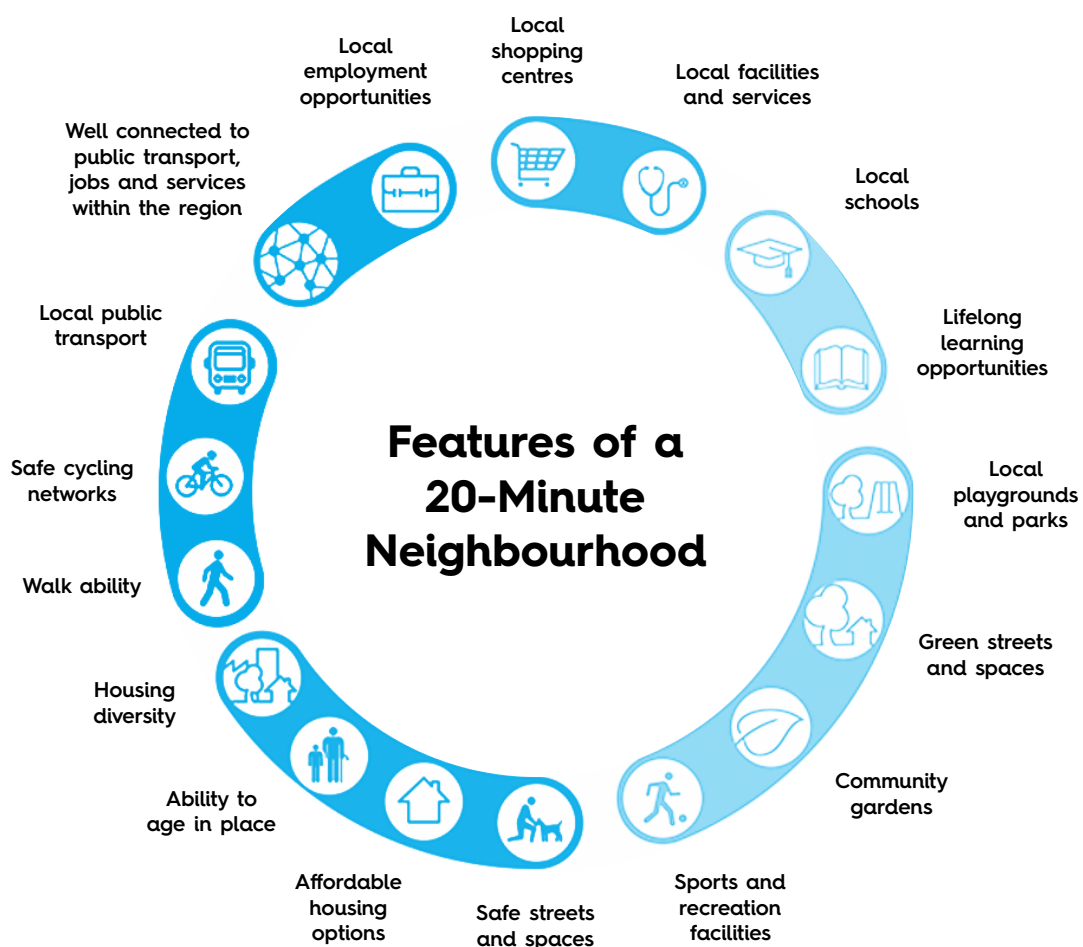 Features of a
20-Minute
Neighbourhood
Local
shopping
centres
Local facilities
and services
Local
schools
Lifelong
learning
opportunities
Local
playgrounds
and parks
Green streets
and spaces
Community
gardens
Sports and
recreation
facilities
Safe streets
and spaces
Affordable
housing
options
Ability to
age in place
Housing
diversity
Walk ability
Safe cycling
networks
Local public
transport
Well connected to
public transport,
jobs and services
within the region
Local
employment
opportunities